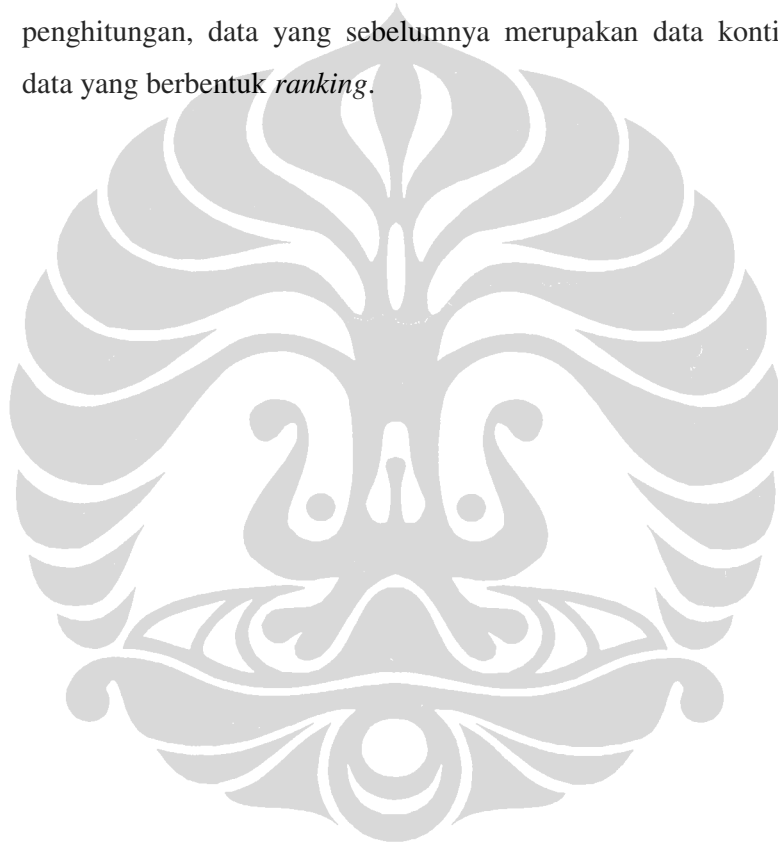 penghitungan, data yang sebelumnya merupakan data konti
data yang berbentuk ranking.